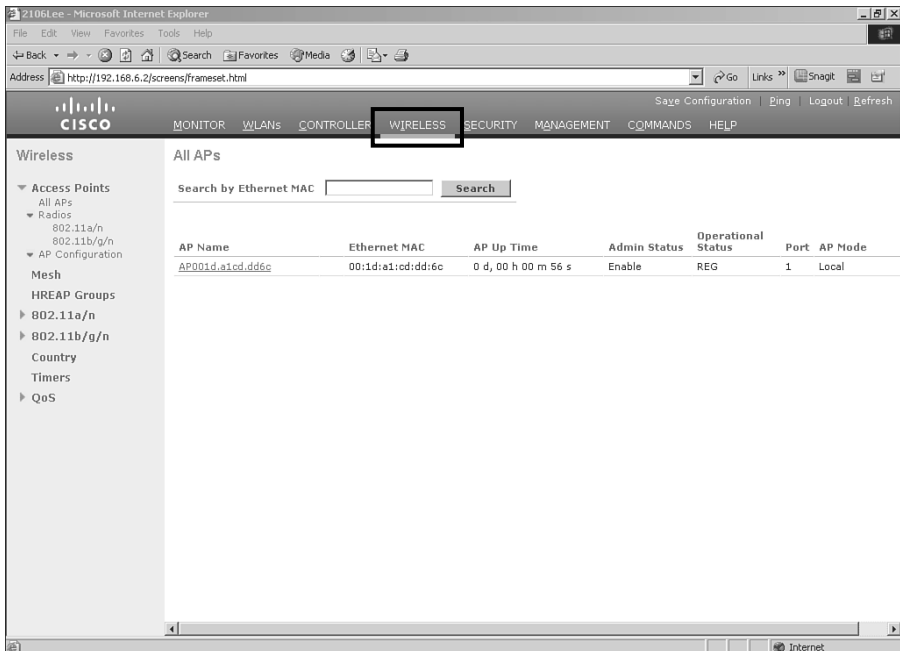 2106Lee - Microsoft Internet Explorer
File Edit View Favorites Tools Help
Back Search Favorites Media
Address http://192.168.6.2/screens/frameset.html Go Links » Snagit
Save Configuration | Ping | Logout | Refresh
CISCO MONITOR WLANs CONTROLLER WIRELESS SECURITY MANAGEMENT COMMANDS HELP
Wireless
Access Points
All APs
Radios
802.11a/n
802.11b/g/n
AP Configuration
Mesh
HREAP Groups
802.11a/n
802.11b/g/n
Country
Timers
QoS
All APs
Search by Ethernet MAC Search
AP Name Ethernet MAC AP Up Time Admin Status Operational Status Port AP Mode
AP001d.a1cd.dd6c 00:1d:a1:cd:dd:6c 0 d, 00 h 00 m 56 s Enable REG 1 Local
Internet